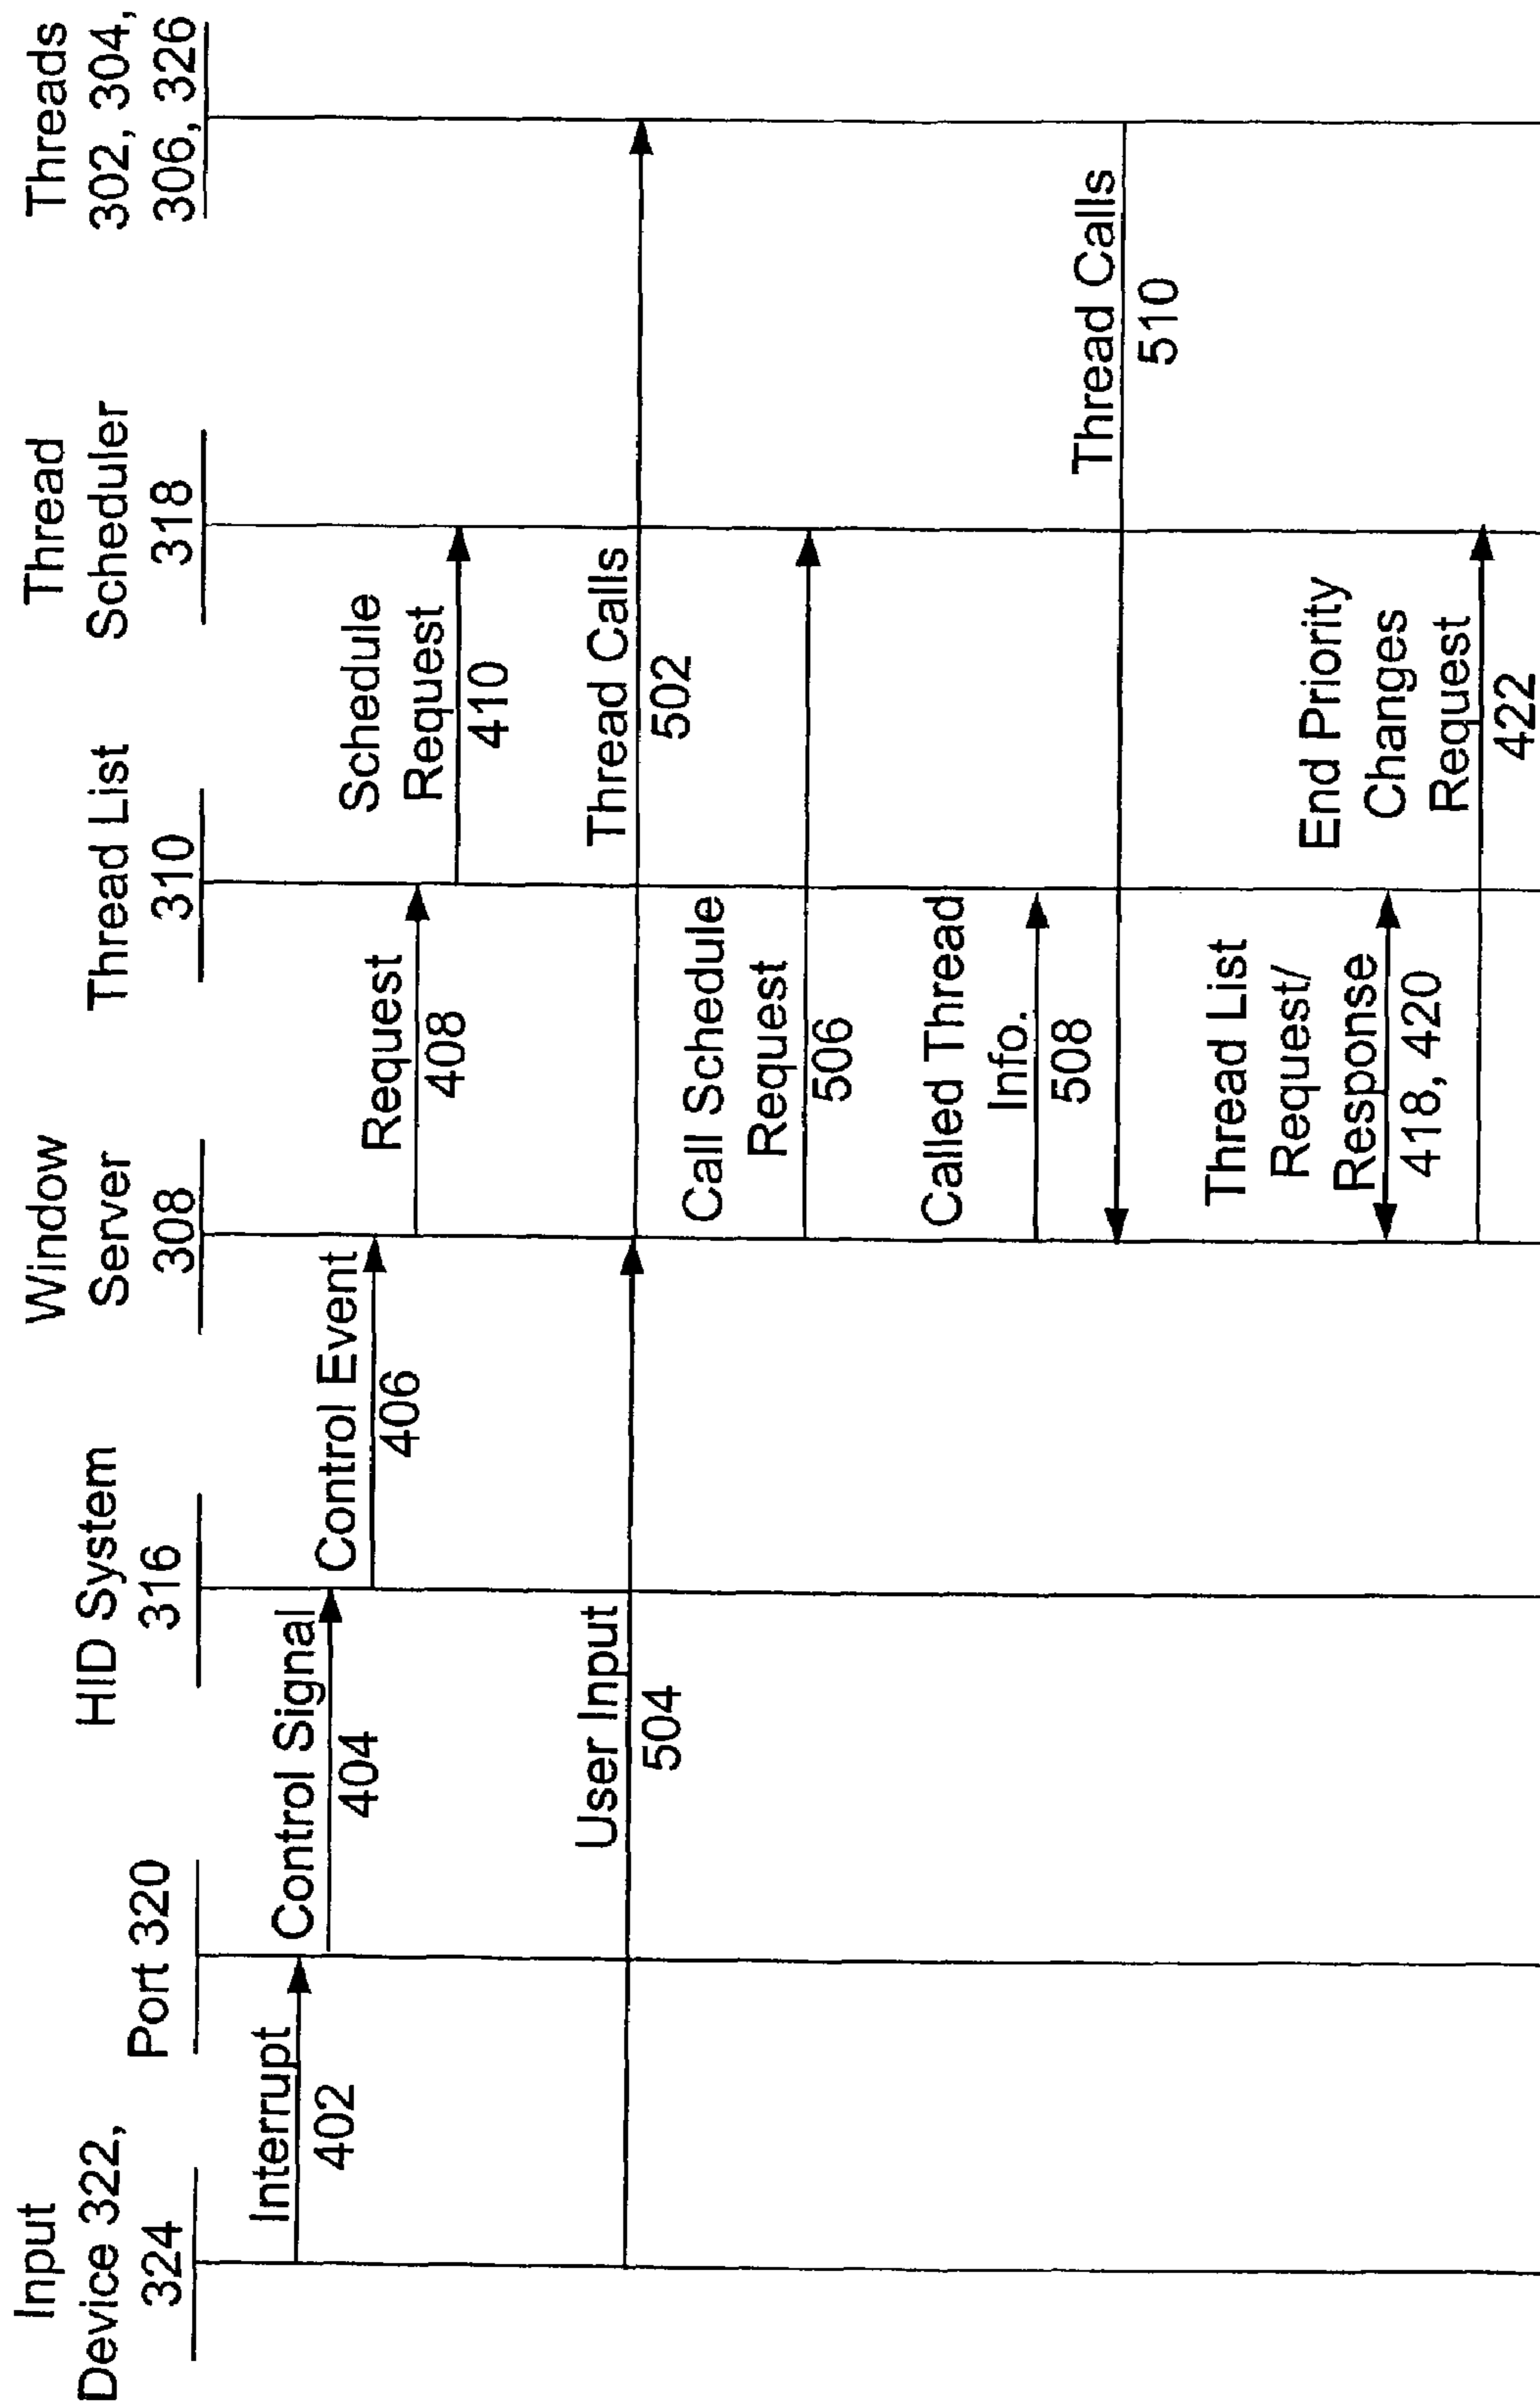 Input
Device 322,
324
Port 320
HID System
316
Window
Server
308
Thread List
310
Thread
Scheduler
318
Threads
302, 304,
306, 326
Interrupt
402
Control Signal
404
Control Event
406
Request
408
Schedule
Request
410
User Input
504
Thread Calls
502
Call Schedule
Request
506
Called Thread
Info.
508
Thread Calls
510
Thread List
Request/
Response
418, 420
End Priority
Changes
Request
422